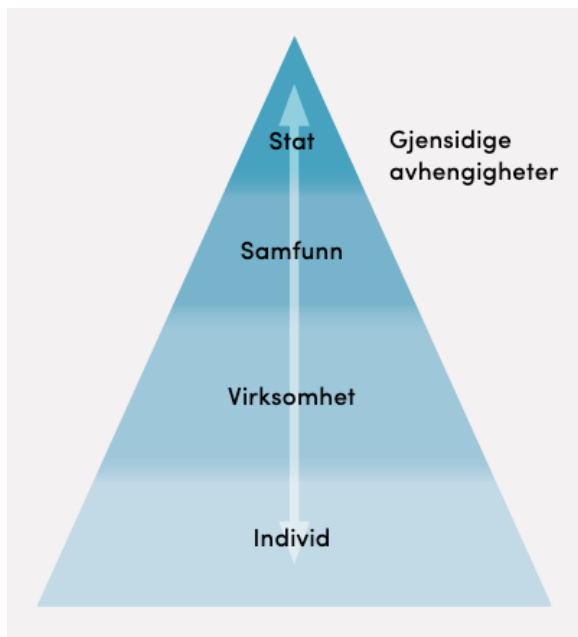 Stat
Gjensidige
avhengigheter
Samfunn
Virksomhet
Individ